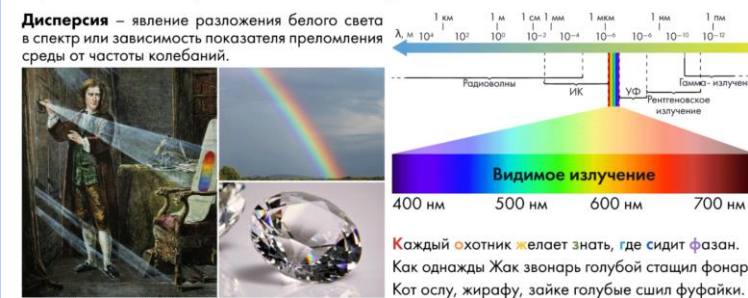 Дисперсия – явление разложения белого света
в спектр или зависимость показателя преломления
среды от частоты колебаний.
1 км 1 м 1 см 1 мм 1 мкм 1 нм 1 пм
λ, м 10⁴ 10² 10⁰ 10⁻² 10⁻⁴ 10⁻⁶ 10⁻⁸ 10⁻¹⁰ 10⁻¹²
Радиоволны ИК УФ Гамма- излучен
Рентгеновское
излучение
Видимое излучение
400 нм 500 нм 600 нм 700 нм
Каждый охотник желает знать, где сидит фазан.
Как однажды Жак звонарь голубой стащил фонар
Кот ослу, жирафу, зайке голубые сшил фуфайки.